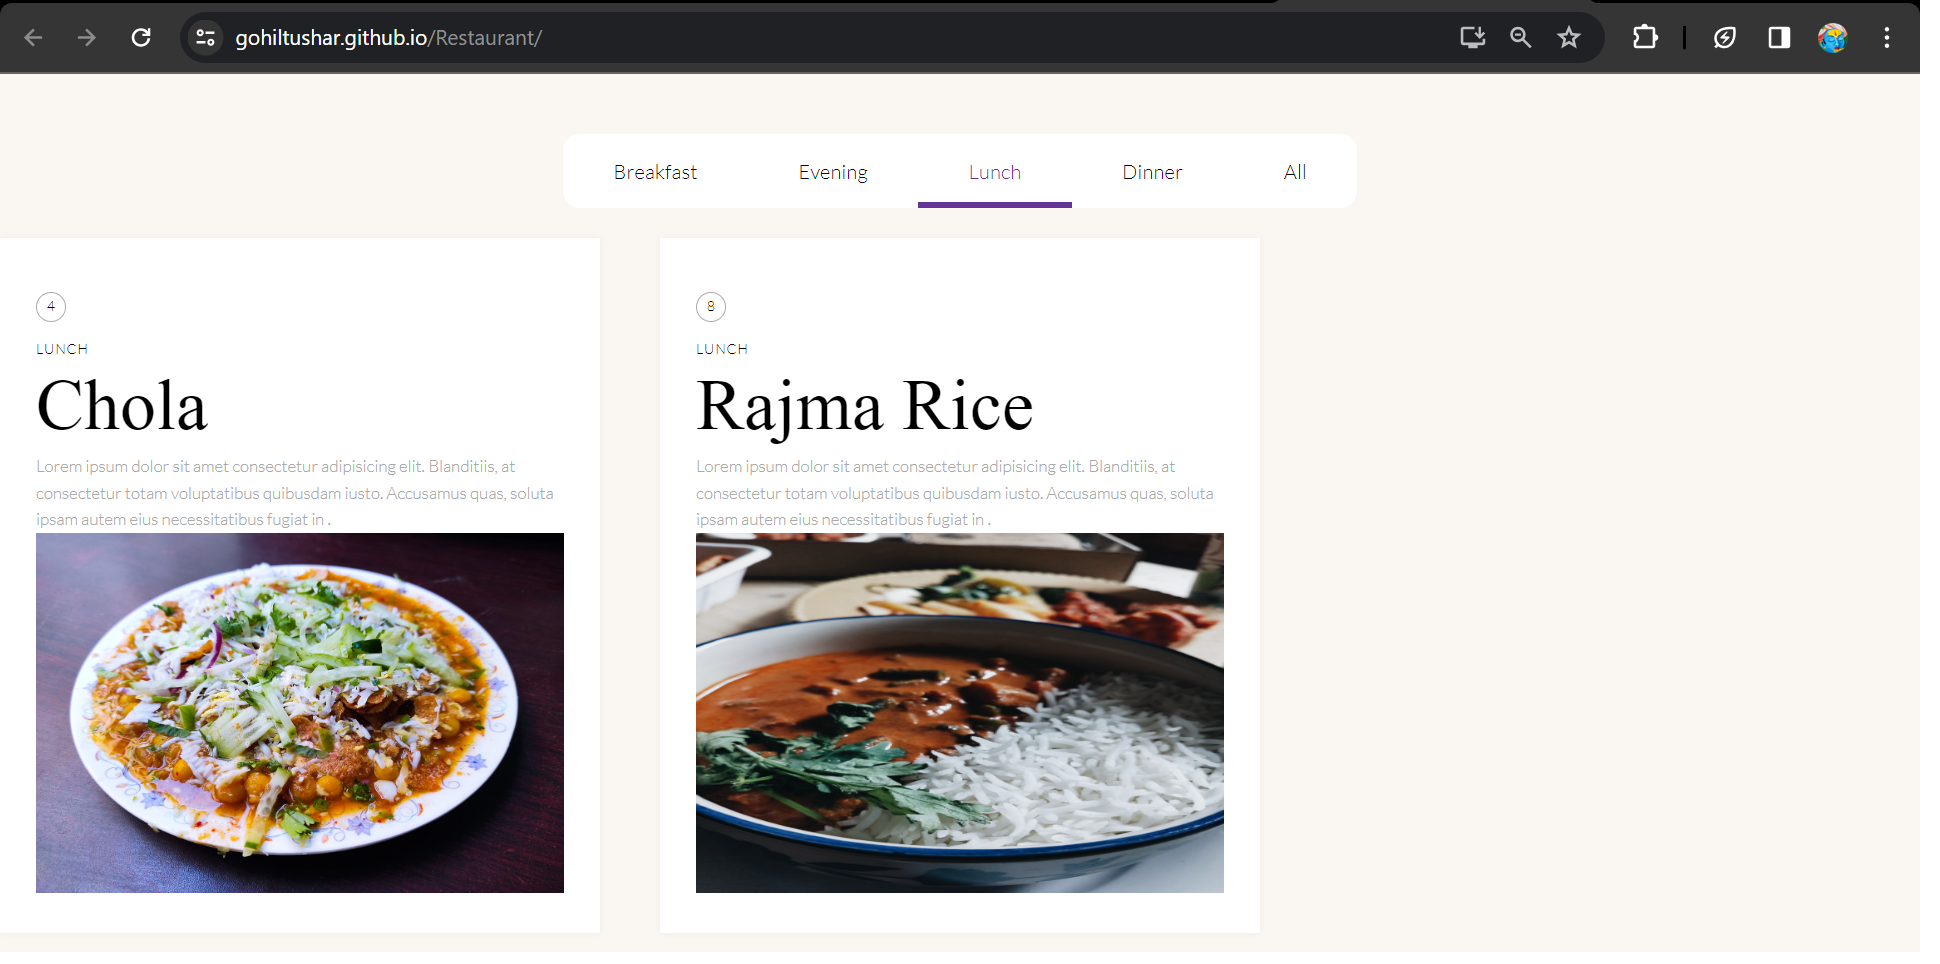 gohiltushar.github.io/Restaurant/
Breakfast Evening Lunch Dinner All
4
LUNCH
Chola
Lorem ipsum dolor sit amet consectetur adipisicing elit. Blanditiis, at
consectetur totam voluptatibus quibusdam iusto. Accusamus quas, soluta
ipsam autem eius necessitatibus fugiat in .
8
LUNCH
Rajma Rice
Lorem ipsum dolor sit amet consectetur adipisicing elit. Blanditiis, at
consectetur totam voluptatibus quibusdam iusto. Accusamus quas, soluta
ipsam autem eius necessitatibus fugiat in .